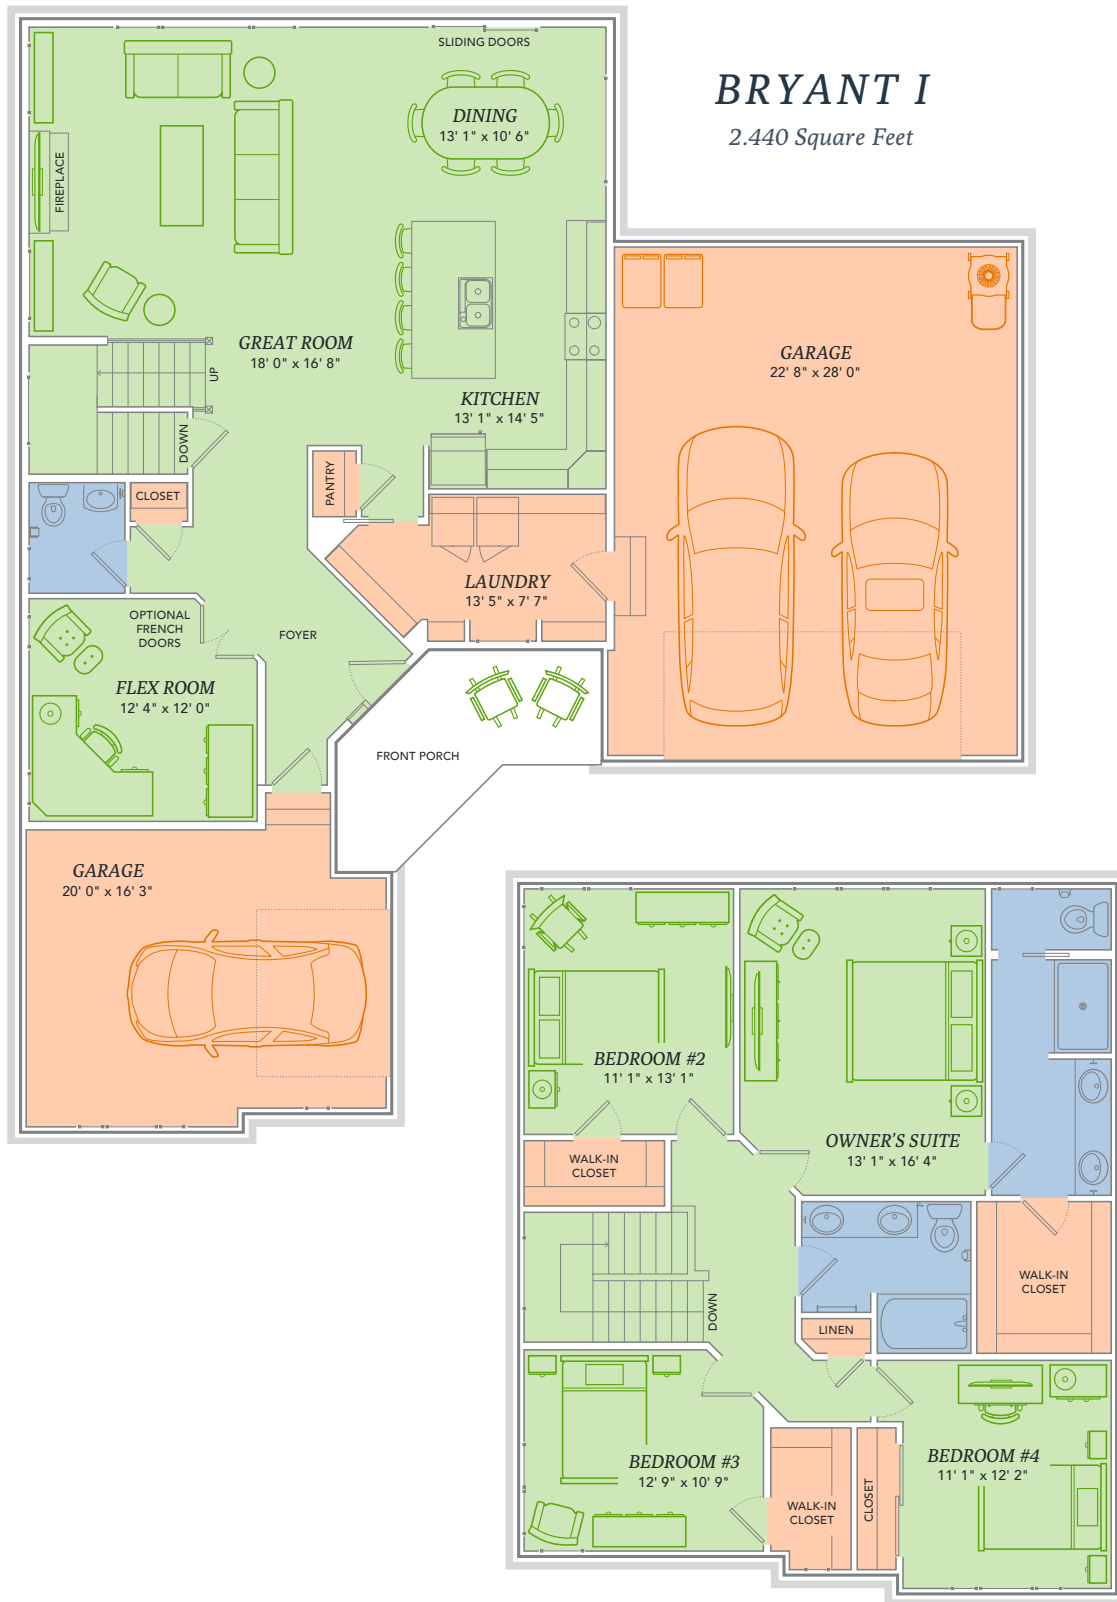 BRYANT I
2.440 Square Feet
SLIDING DOORS
DINING
13' 1" x 10' 6"
FIREPLACE
GREAT ROOM
18' 0" x 16' 8"
KITCHEN
13' 1" x 14' 5"
GARAGE
22' 8" x 28' 0"
UP
DOWN
PANTRY
CLOSET
LAUNDRY
13' 5" x 7' 7"
OPTIONAL
FRENCH
DOORS
FOYER
FLEX ROOM
12' 4" x 12' 0"
FRONT PORCH
GARAGE
20' 0" x 16' 3"
BEDROOM #2
11' 1" x 13' 1"
OWNER'S SUITE
13' 1" x 16' 4"
WALK-IN
CLOSET
WALK-IN
CLOSET
DOWN
LINEN
BEDROOM #3
12' 9" x 10' 9"
BEDROOM #4
11' 1" x 12' 2"
WALK-IN
CLOSET
CLOSET